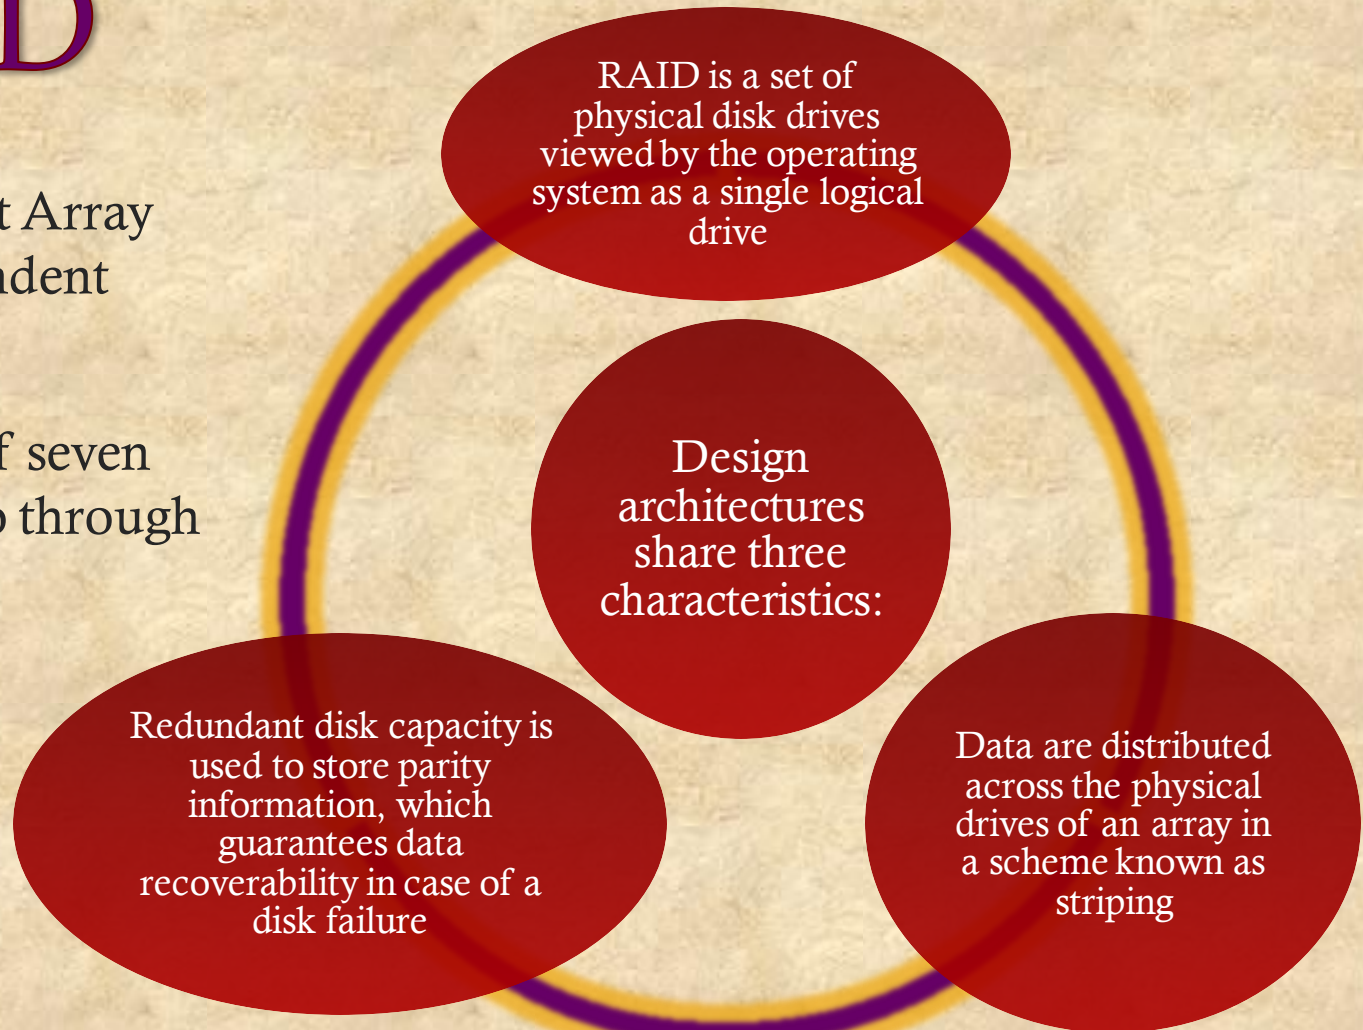 D
t Array
ndent
f seven
o through
RAID is a set of
physical disk drives
viewed by the operating
system as a single logical
drive
Design
architectures
share three
characteristics:
Redundant disk capacity is
used to store parity
information, which
guarantees data
recoverability in case of a
disk failure
Data are distributed
across the physical
drives of an array in
a scheme known as
striping